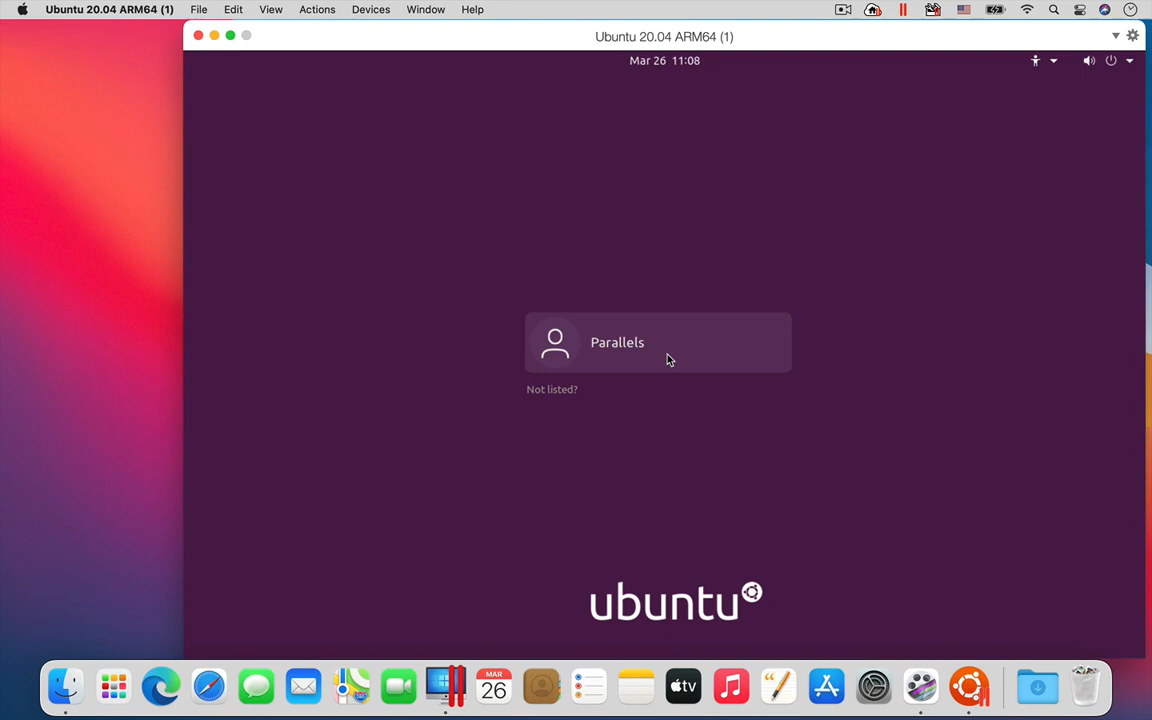 Ubuntu 20.04 ARM64 (1) File Edit View Actions Devices Window Help
Ubuntu 20.04 ARM64 (1)
Mar 26 11:08
Parallels
Not listed?
ubuntu
MAR
26
tv